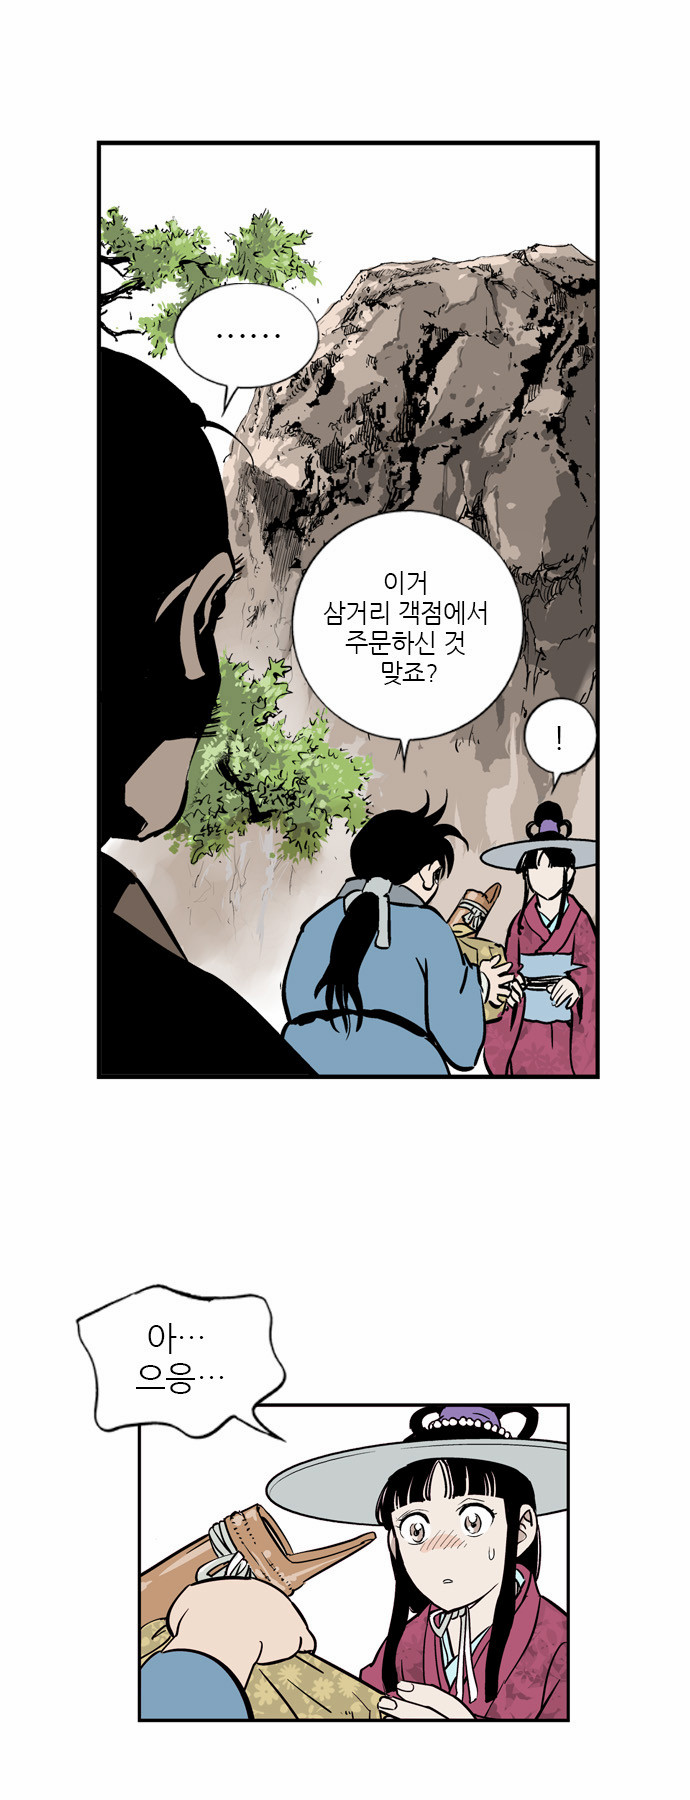 ......
이거
삼거리 객점에서
주문하신 것
맞죠?
!
아…
으응…